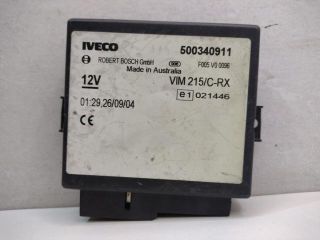 IVECO 500340911
ROBERT BOSCH GmbH F005 V0 0096
Made in Australia
12V VIM 215/C-RX
e1 021446
01:29,26/09/04